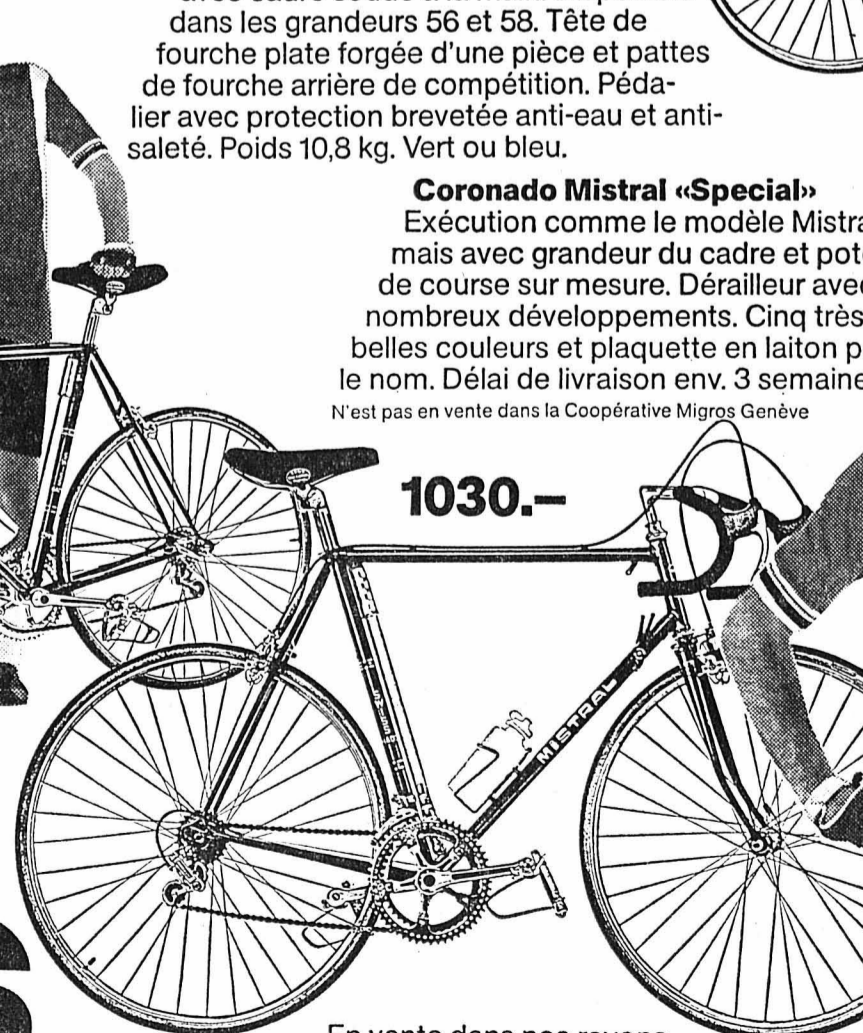 dans les grandeurs 56 et 58. Tête de
fourche plate forgée d'une pièce et pattes
de fourche arrière de compétition. Péda-
lier avec protection brevetée anti-eau et anti-
saleté. Poids 10,8 kg. Vert ou bleu.
Coronado Mistral «Special»
Exécution comme le modèle Mistra
mais avec grandeur du cadre et pot
de course sur mesure. Dérailleur avec
nombreux développements. Cinq très
belles couleurs et plaquette en laiton p
le nom. Délai de livraison env. 3 semaine
N'est pas en vente dans la Coopérative Migros Genève
1030.–
MISTRAL
En vente dans nos rayons